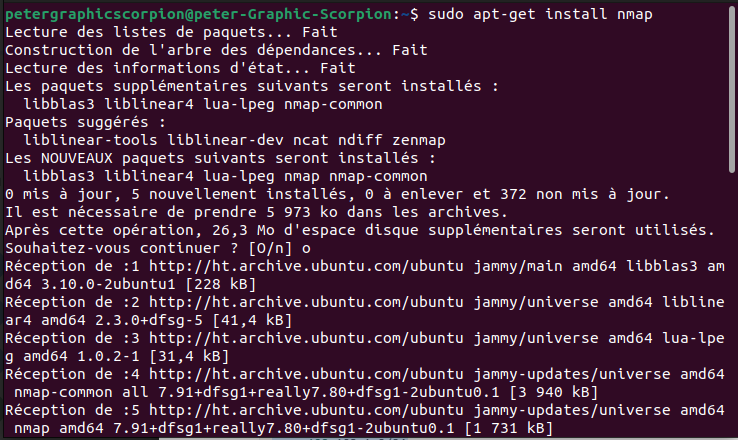 petergraphicscorpion@peter-Graphic-Scorpion:~$ sudo apt-get install nmap
Lecture des listes de paquets... Fait
Construction de l'arbre des dépendances... Fait
Lecture des informations d'état... Fait
Les paquets supplémentaires suivants seront installés :
  libblas3 liblinear4 lua-lpeg nmap-common
Paquets suggérés :
  liblinear-tools liblinear-dev ncat ndiff zenmap
Les NOUVEAUX paquets suivants seront installés :
  libblas3 liblinear4 lua-lpeg nmap nmap-common
0 mis à jour, 5 nouvellement installés, 0 à enlever et 372 non mis à jour.
Il est nécessaire de prendre 5 973 ko dans les archives.
Après cette opération, 26,3 Mo d'espace disque supplémentaires seront utilisés.
Souhaitez-vous continuer ? [O/n] o
Réception de :1 http://ht.archive.ubuntu.com/ubuntu jammy/main amd64 libblas3 am
d64 3.10.0-2ubuntu1 [228 kB]
Réception de :2 http://ht.archive.ubuntu.com/ubuntu jammy/universe amd64 libline
ar4 amd64 2.3.0+dfsg-5 [41,4 kB]
Réception de :3 http://ht.archive.ubuntu.com/ubuntu jammy/universe amd64 lua-lpe
g amd64 1.0.2-1 [31,4 kB]
Réception de :4 http://ht.archive.ubuntu.com/ubuntu jammy-updates/universe amd64
 nmap-common all 7.91+dfsg1+really7.80+dfsg1-2ubuntu0.1 [3 940 kB]
Réception de :5 http://ht.archive.ubuntu.com/ubuntu jammy-updates/universe amd64
 nmap amd64 7.91+dfsg1+really7.80+dfsg1-2ubuntu0.1 [1 731 kB]